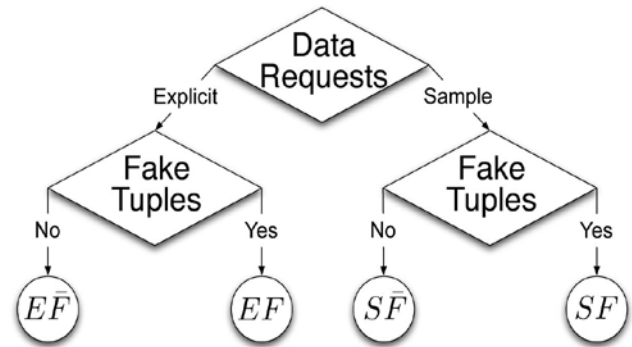 Data
Requests
Explicit
Sample
Fake
Tuples
Fake
Tuples
No
Yes
No
Yes
EF̄
EF
SF̄
SF